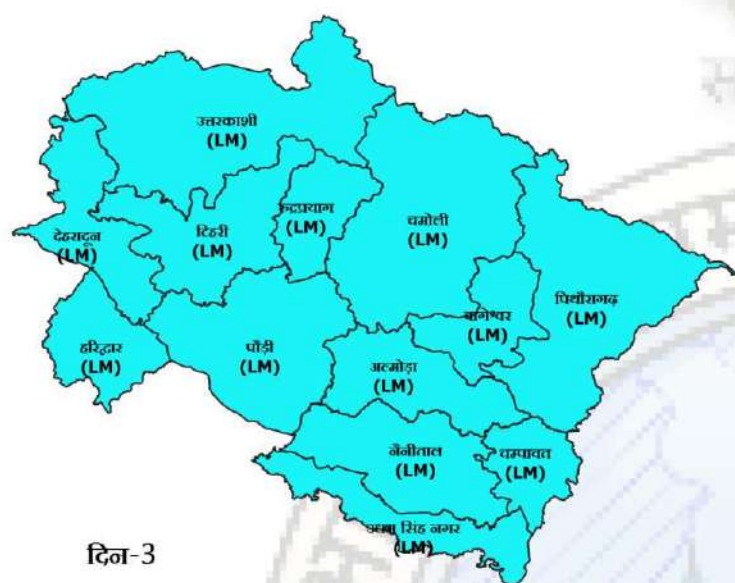 उत्तरकाशी
(LM)
रुद्रप्रयाग
(LM)
चमोली
(LM)
देहरादून
(LM)
टिहरी
(LM)
बागेश्वर
(LM)
पिथौरागढ़
(LM)
हरिद्वार
(LM)
पौड़ी
(LM)
अल्मोड़ा
(LM)
नैनीताल
(LM)
चम्पावत
(LM)
उधम सिंह नगर
(LM)
दिन-3